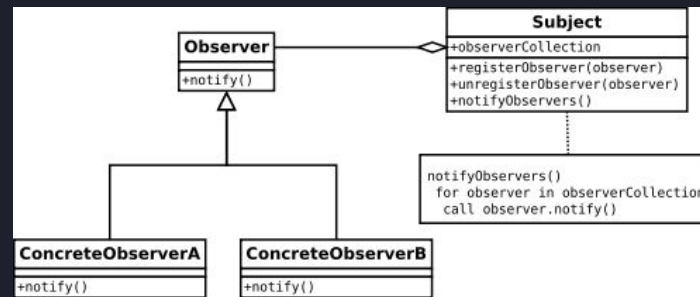 Observer
+notify()
Subject
+observerCollection
+registerObserver(observer)
+unregisterObserver(observer)
+notifyObservers()
notifyObservers()
for observer in observerCollection
call observer.notify()
ConcreteObserverA
+notify()
ConcreteObserverB
+notify()